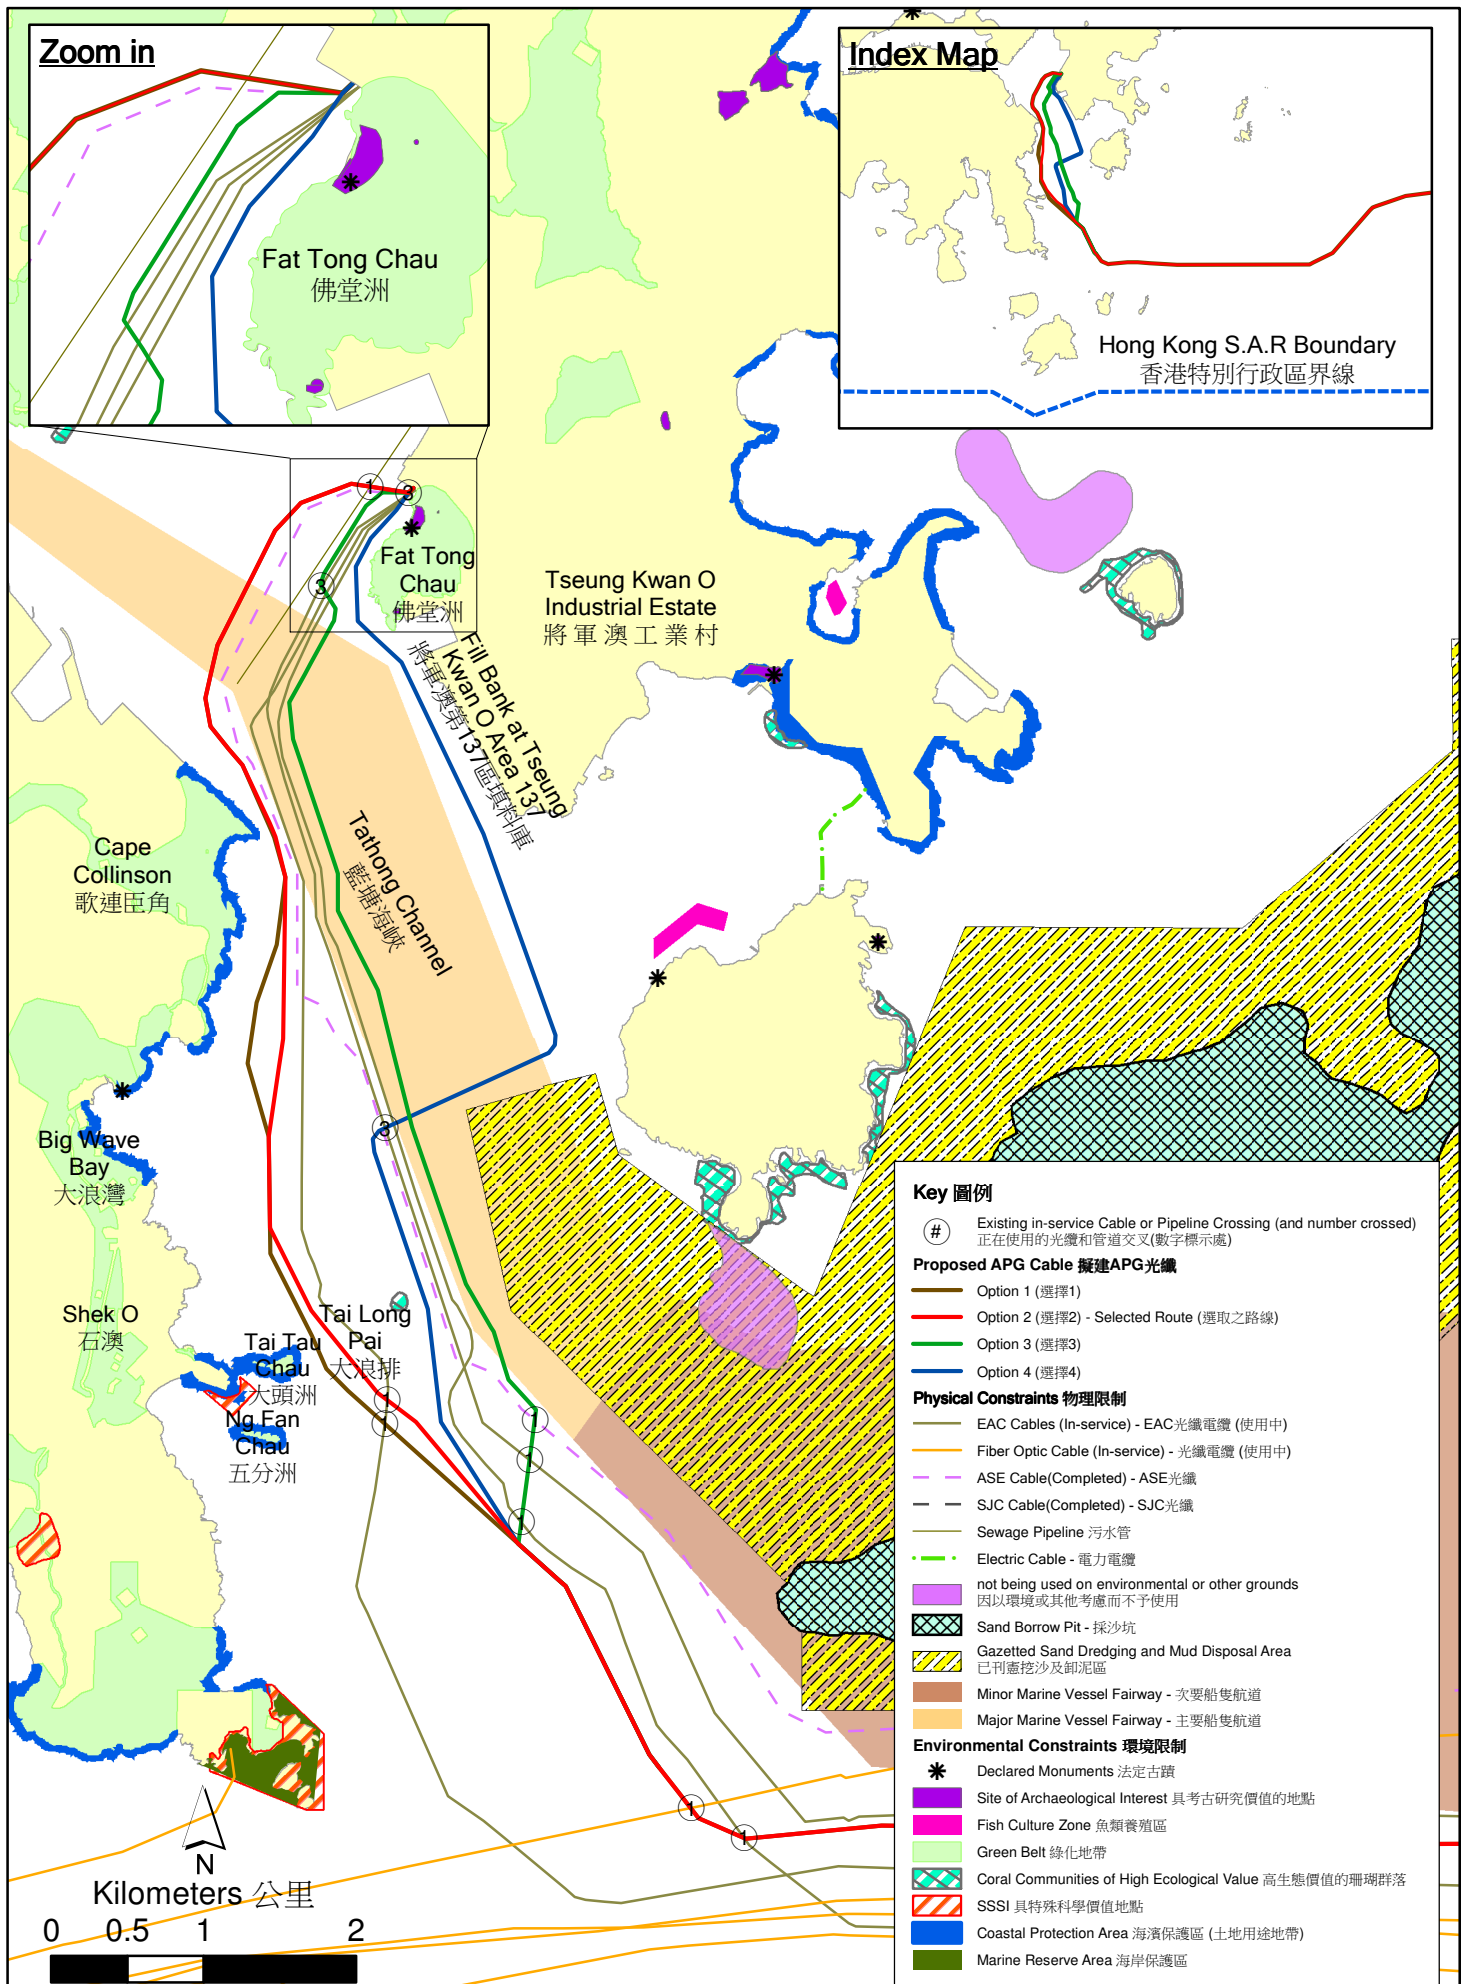 Zoom in
Fat Tong Chau
佛堂洲
Index Map
Hong Kong S.A.R Boundary
香港特別行政區界線
1
3
3
Fat Tong
Chau
佛堂洲
Tseung Kwan O
Industrial Estate
將軍澳工業村
Fill Bank at Tseung
Kwan O Area 137
將軍澳第137區填料庫
Tathong Channel
藍塘海峽
Cape
Collinson
歌連臣角
3
Big Wave
Bay
大浪灣
Shek O
石澳
Tai Long
Pai
大浪排
Tai Tau
Chau
大頭洲
Ng Fan
Chau
五分洲
1
1
1
1
1
1
1
N
Kilometers 公里
0 0.5 1 2
Key 圖例
# Existing in-service Cable or Pipeline Crossing (and number crossed)
正在使用的光纜和管道交叉(數字標示處)
Proposed APG Cable 擬建APG光纖
Option 1 (選擇1)
Option 2 (選擇2) - Selected Route (選取之路線)
Option 3 (選擇3)
Option 4 (選擇4)
Physical Constraints 物理限制
EAC Cables (In-service) - EAC光纖電纜 (使用中)
Fiber Optic Cable (In-service) - 光纖電纜 (使用中)
ASE Cable(Completed) - ASE光纖
SJC Cable(Completed) - SJC光纖
Sewage Pipeline 污水管
Electric Cable - 電力電纜
not being used on environmental or other grounds
因以環境或其他考慮而不予使用
Sand Borrow Pit - 採沙坑
Gazetted Sand Dredging and Mud Disposal Area
已刊憲挖沙及卸泥區
Minor Marine Vessel Fairway - 次要船隻航道
Major Marine Vessel Fairway - 主要船隻航道
Environmental Constraints 環境限制
Declared Monuments 法定古蹟
Site of Archaeological Interest 具考古研究價值的地點
Fish Culture Zone 魚類養殖區
Green Belt 綠化地帶
Coral Communities of High Ecological Value 高生態價值的珊瑚群落
SSSI 具特殊科學價值地點
Coastal Protection Area 海濱保護區 (土地用途地帶)
Marine Reserve Area 海岸保護區